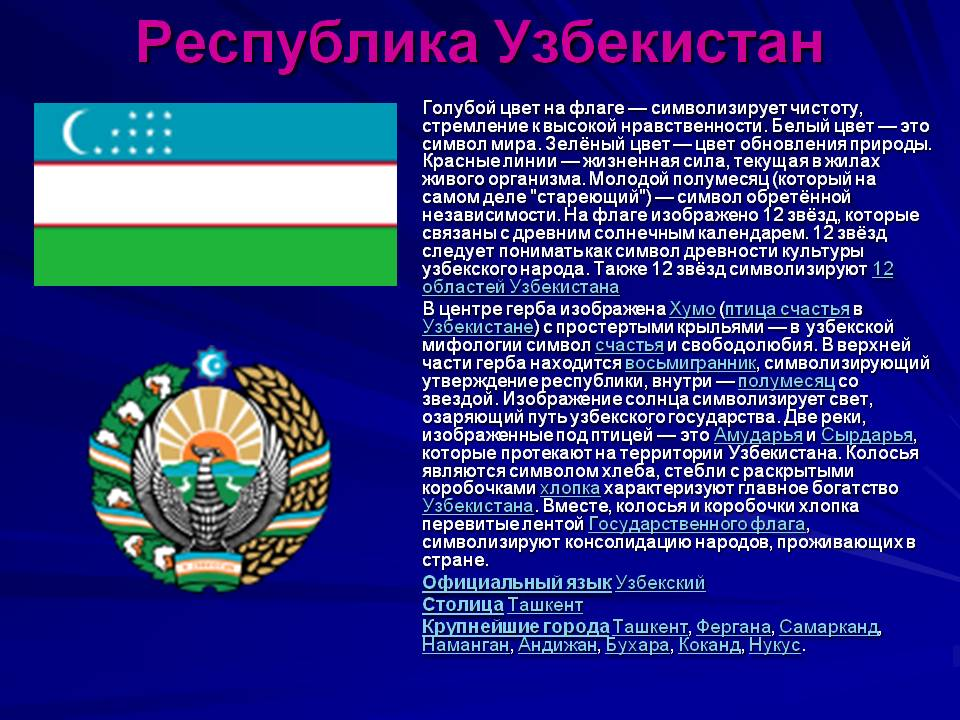 Республика Узбекистан
Голубой цвет на флаге — символизирует чистоту,
стремление к высокой нравственности. Белый цвет — это
символ мира. Зелёный цвет — цвет обновления природы.
Красные линии — жизненная сила, текущая в жилах
живого организма. Молодой полумесяц (который на
самом деле "стареющий") — символ обретённой
независимости. На флаге изображено 12 звёзд, которые
связаны с древним солнечным календарем. 12 звёзд
следует понимать как символ древности культуры
узбекского народа. Также 12 звёзд символизируют 12
областей Узбекистана
В центре герба изображена Хумо (птица счастья в
Узбекистане) с простертыми крыльями — в узбекской
мифологии символ счастья и свободолюбия. В верхней
части герба находится восьмигранник, символизирующий
утверждение республики, внутри — полумесяц со
звездой. Изображение солнца символизирует свет,
озаряющий путь узбекского государства. Две реки,
изображенные под птицей — это Амударья и Сырдарья,
которые протекают на территории Узбекистана. Колосья
являются символом хлеба, стебли с раскрытыми
коробочками хлопка характеризуют главное богатство
Узбекистана. Вместе, колосья и коробочки хлопка
перевитые лентой Государственного флага,
символизируют консолидацию народов, проживающих в
стране.
Официальный язык Узбекский
Столица Ташкент
Крупнейшие города Ташкент, Фергана, Самарканд,
Наманган, Андижан, Бухара, Коканд, Нукус.